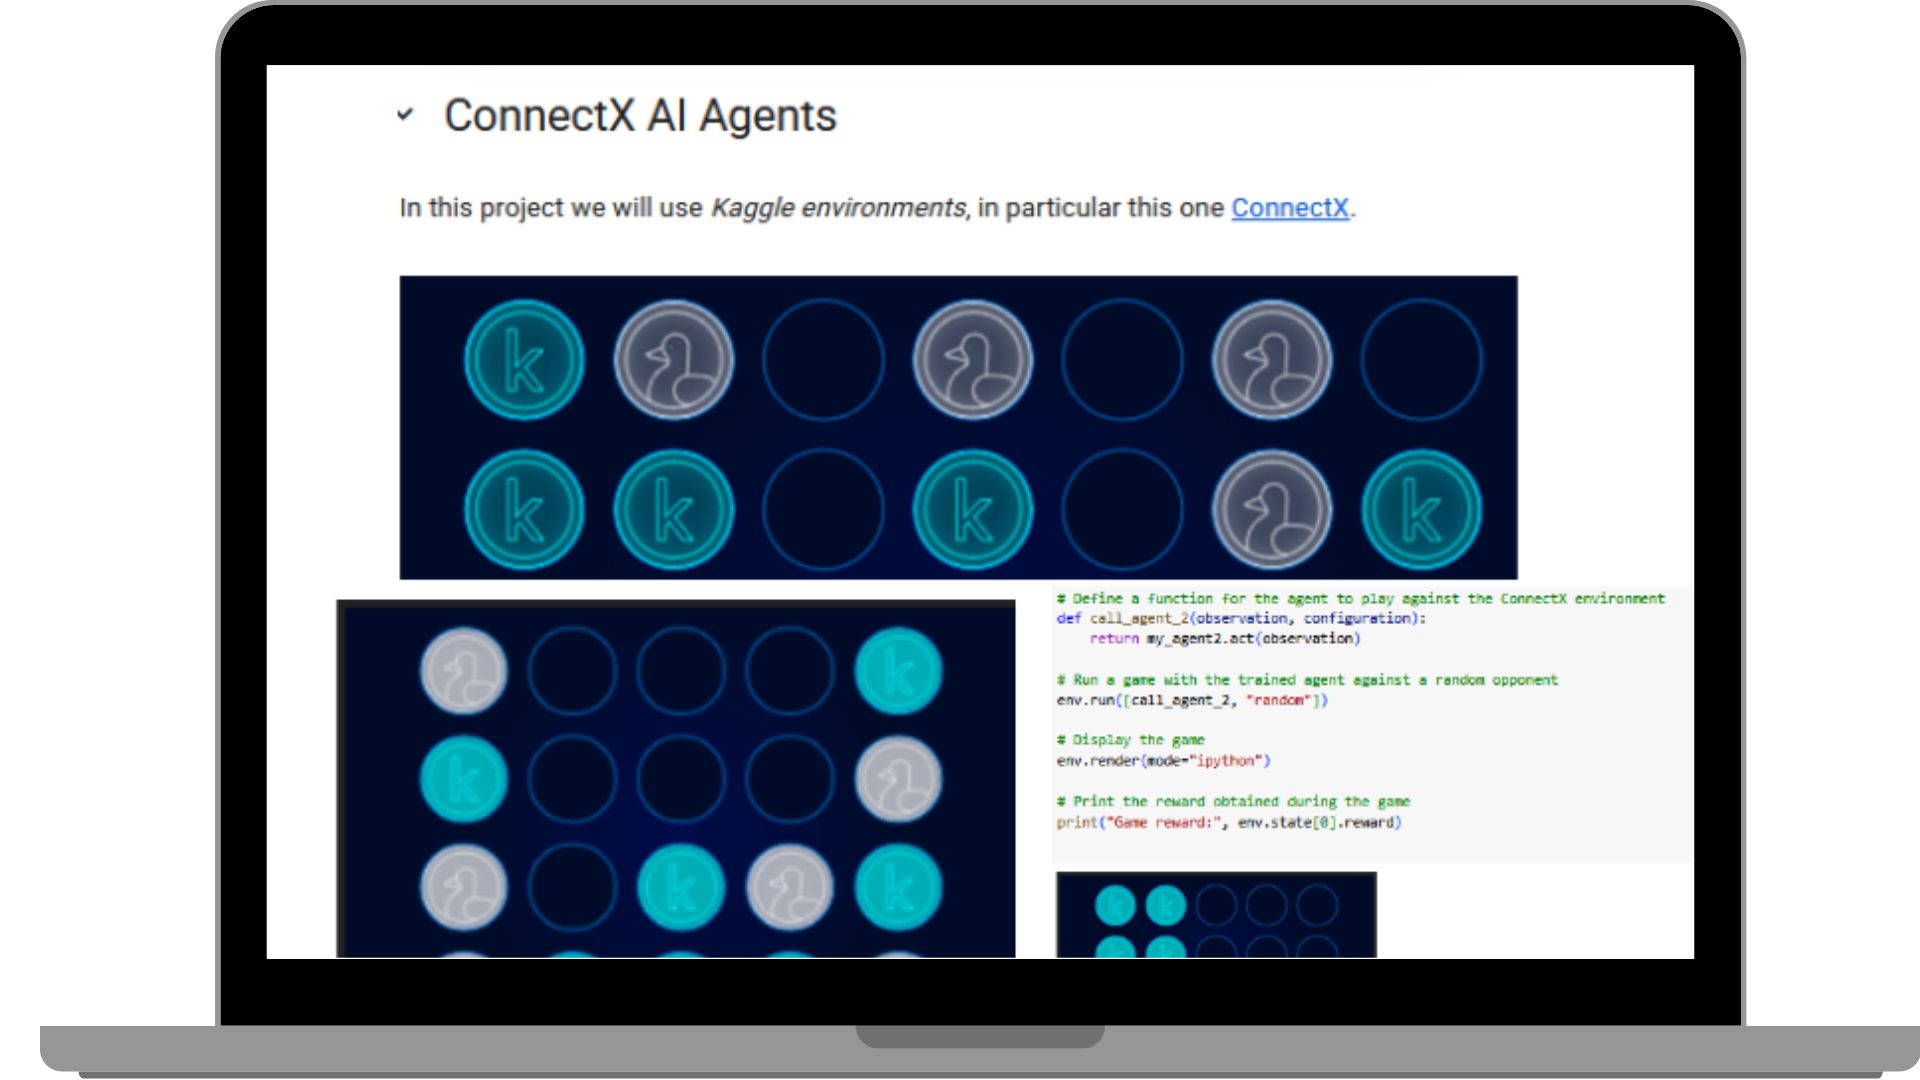 ConnectX AI Agents
In this project we will use Kaggle environments, in particular this one ConnectX.
k
k k k k
# Define a function for the agent to play against the ConnectX environment
def call_agent_2(observation, configuration):
    return my_agent2.act(observation)
# Run a game with the trained agent against a random opponent
env.run([call_agent_2, "random"])
# Display the game
env.render(mode="ipython")
# Print the reward obtained during the game
print("Game reward:", env.state[0].reward)
k
k
k k
k k
k k